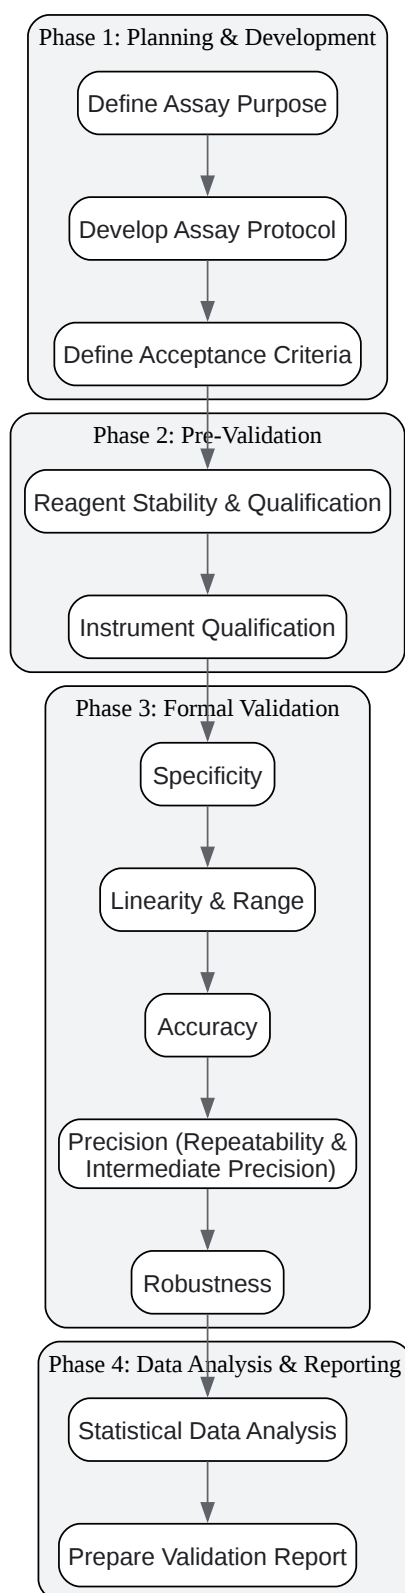 Phase 1: Planning & Development
Define Assay Purpose
Develop Assay Protocol
Define Acceptance Criteria
Phase 2: Pre-Validation
Reagent Stability & Qualification
Instrument Qualification
Phase 3: Formal Validation
Specificity
Linearity & Range
Accuracy
Precision (Repeatability &
Intermediate Precision)
Robustness
Phase 4: Data Analysis & Reporting
Statistical Data Analysis
Prepare Validation Report